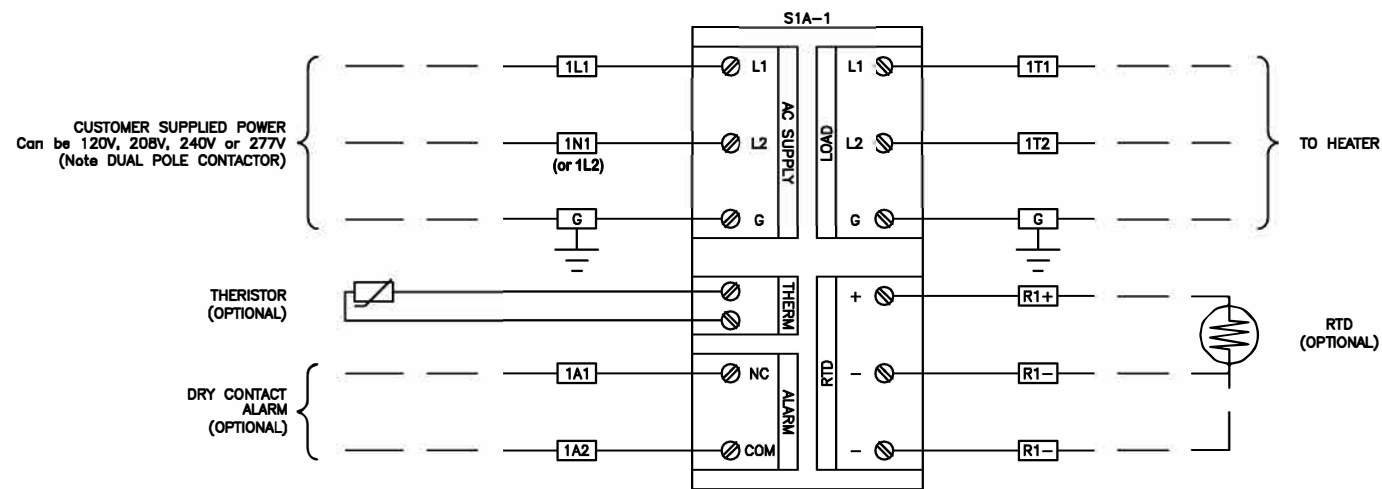 S1A-1
1L1
L1
L1
1T1
CUSTOMER SUPPLIED POWER
Can be 120V, 208V, 240V or 277V
(Note DUAL POLE CONTACTOR)
1N1
(or 1L2)
L2
AC SUPPLY
LOAD
L2
1T2
TO HEATER
G
G
G
G
THERISTOR
(OPTIONAL)
THERM
+
R1+
RTD
(OPTIONAL)
DRY CONTACT
ALARM
(OPTIONAL)
1A1
NC
ALARM
RTD
-
R1-
1A2
COM
-
R1-